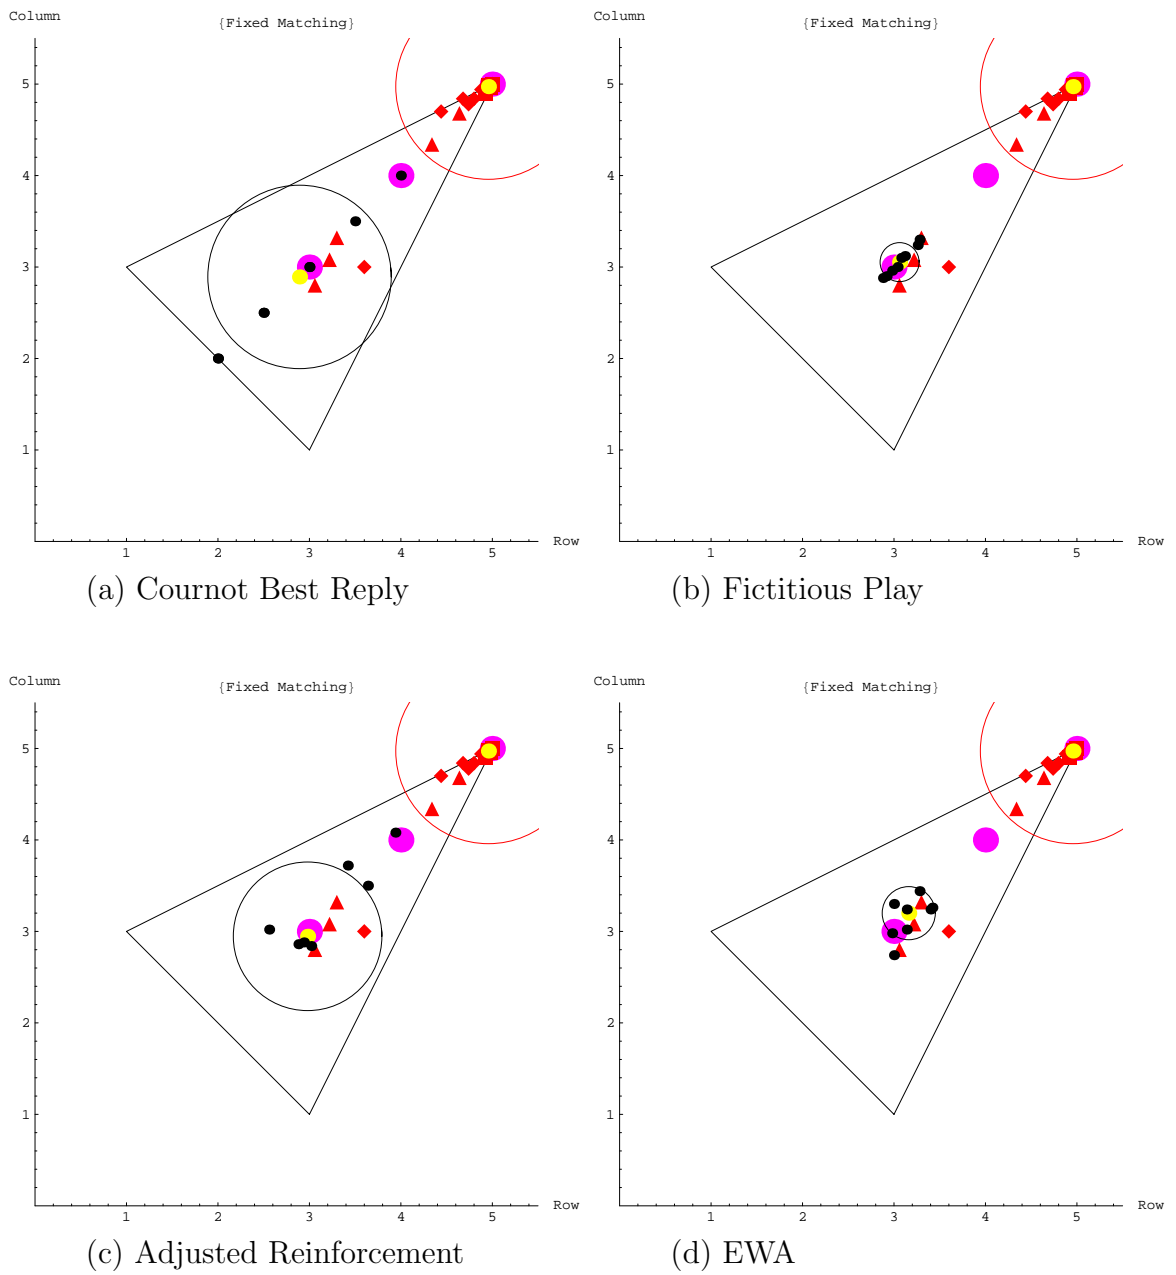 Column
{Fixed Matching}
5
4
3
2
1
1 2 3 4 5
Row
(a) Cournot Best Reply
Column
{Fixed Matching}
5
4
3
2
1
1 2 3 4 5
Row
(b) Fictitious Play
Column
{Fixed Matching}
5
4
3
2
1
1 2 3 4 5
Row
(c) Adjusted Reinforcement
Column
{Fixed Matching}
5
4
3
2
1
1 2 3 4 5
Row
(d) EWA